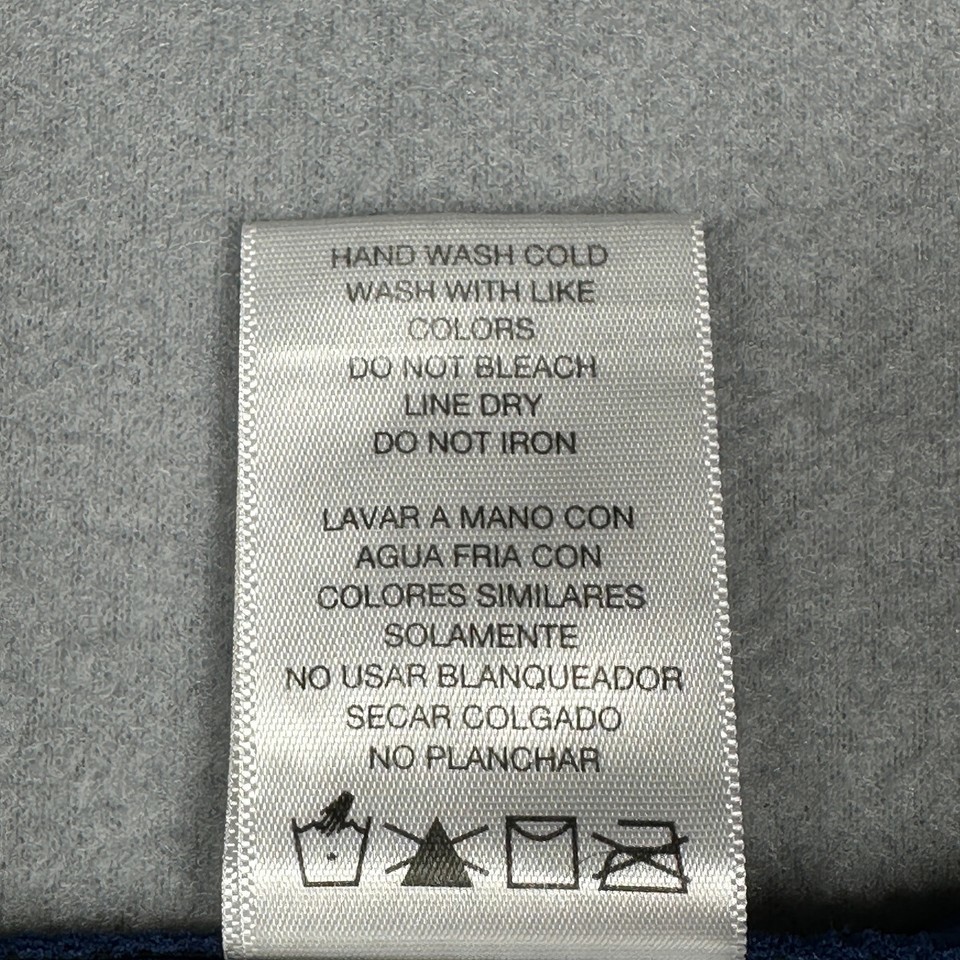 HAND WASH COLD
WASH WITH LIKE
COLORS
DO NOT BLEACH
LINE DRY
DO NOT IRON
LAVAR A MANO CON
AGUA FRIA CON
COLORES SIMILARES
SOLAMENTE
NO USAR BLANQUEADOR
SECAR COLGADO
NO PLANCHAR